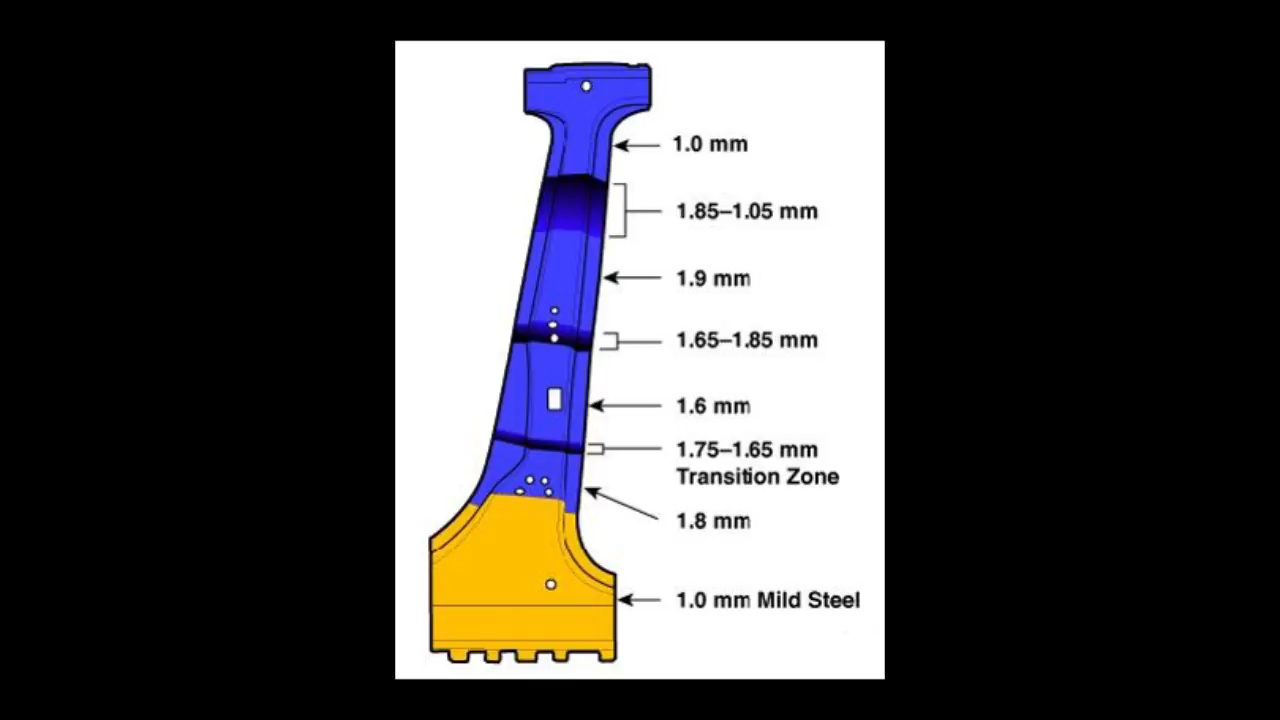 1.0 mm
1.85–1.05 mm
1.9 mm
1.65–1.85 mm
1.6 mm
1.75–1.65 mm
Transition Zone
1.8 mm
1.0 mm Mild Steel